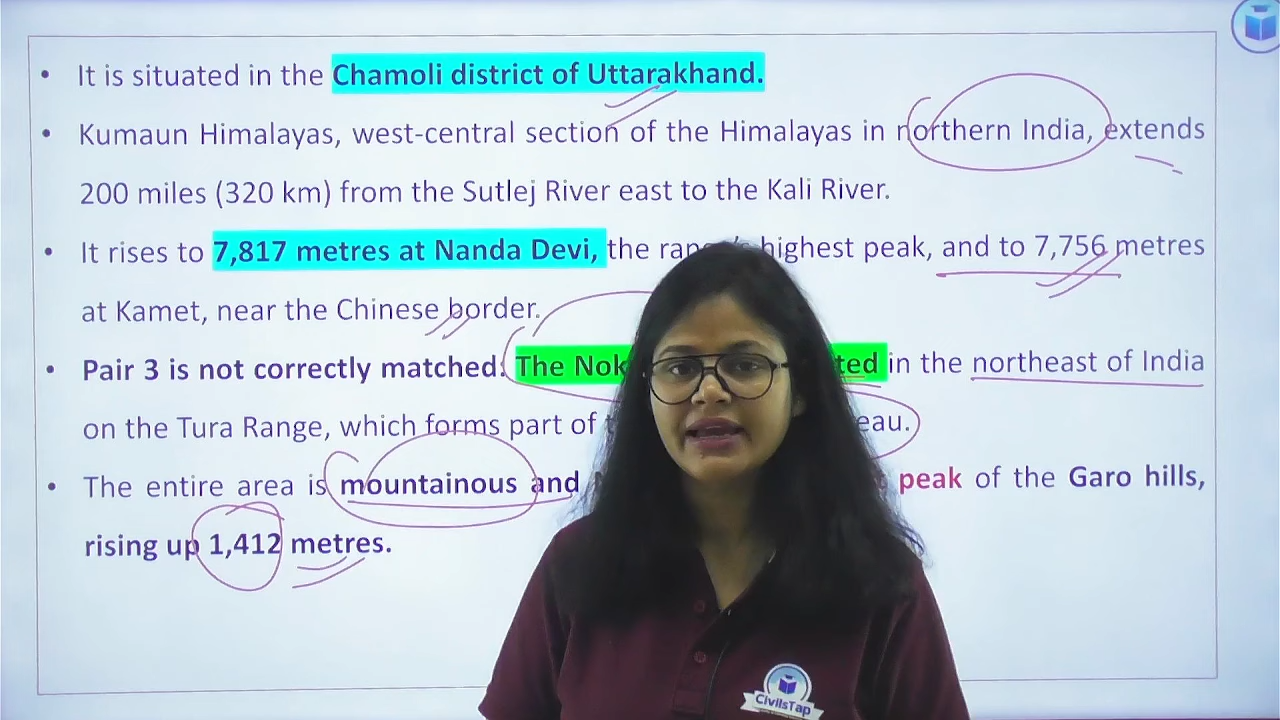 • It is situated in the Chamoli district of Uttarakhand.
• Kumaun Himalayas, west-central section of the Himalayas in northern India, extends
200 miles (320 km) from the Sutlej River east to the Kali River.
• It rises to 7,817 metres at Nanda Devi, the highest peak, and to 7,756 metres
at Kamet, near the Chinese border.
• Pair 3 is not correctly matched: The Nok in the northeast of India
on the Tura Range, which forms part of
• The entire area is mountainous and peak of the Garo hills,
rising up 1,412 metres.
CivilsTap